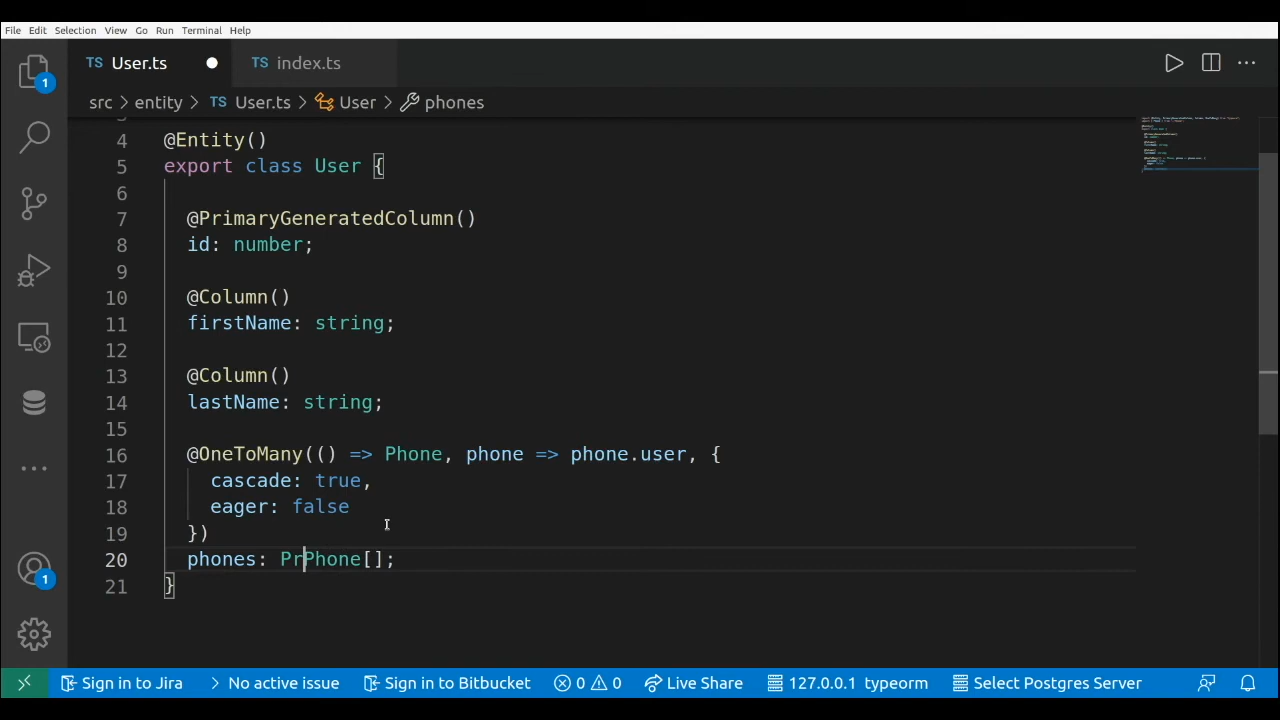 File Edit Selection View Go Run Terminal Help
TS User.ts TS index.ts
src > entity > TS User.ts > User > phones
4 @Entity()
5 export class User {
6
7 @PrimaryGeneratedColumn()
8 id: number;
9
10 @Column()
11 firstName: string;
12
13 @Column()
14 lastName: string;
15
16 @OneToMany(() => Phone, phone => phone.user, {
17 cascade: true,
18 eager: false
19 })
20 phones: PrPhone[];
21 }
1
1
Sign in to Jira No active issue Sign in to Bitbucket 0 0 Live Share 127.0.0.1 typeorm Select Postgres Server